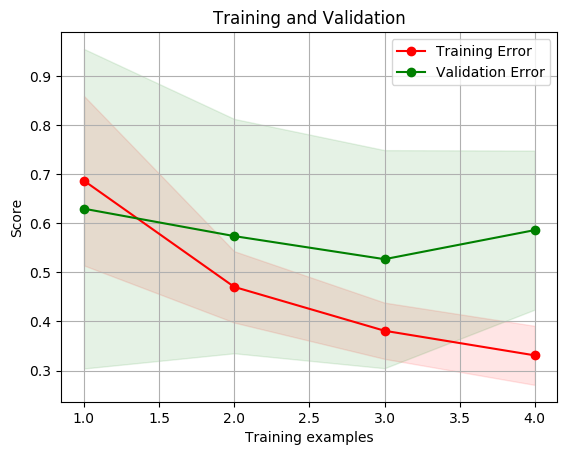 Training and Validation
Training Error
Validation Error
0.9
0.8
0.7
0.6
0.5
0.4
0.3
Score
1.0 1.5 2.0 2.5 3.0 3.5 4.0
Training examples